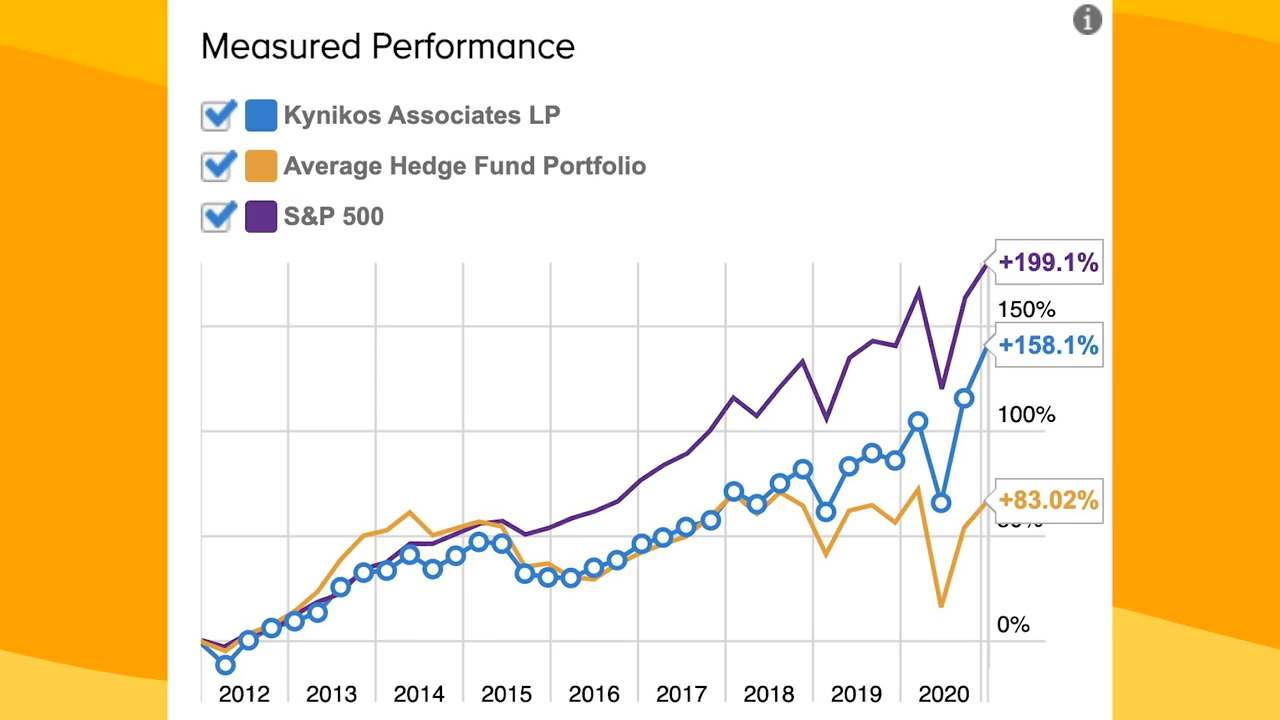 Measured Performance
Kynikos Associates LP
Average Hedge Fund Portfolio
S&P 500
+199.1%
150%
+158.1%
100%
+83.02%
0%
2012 2013 2014 2015 2016 2017 2018 2019 2020